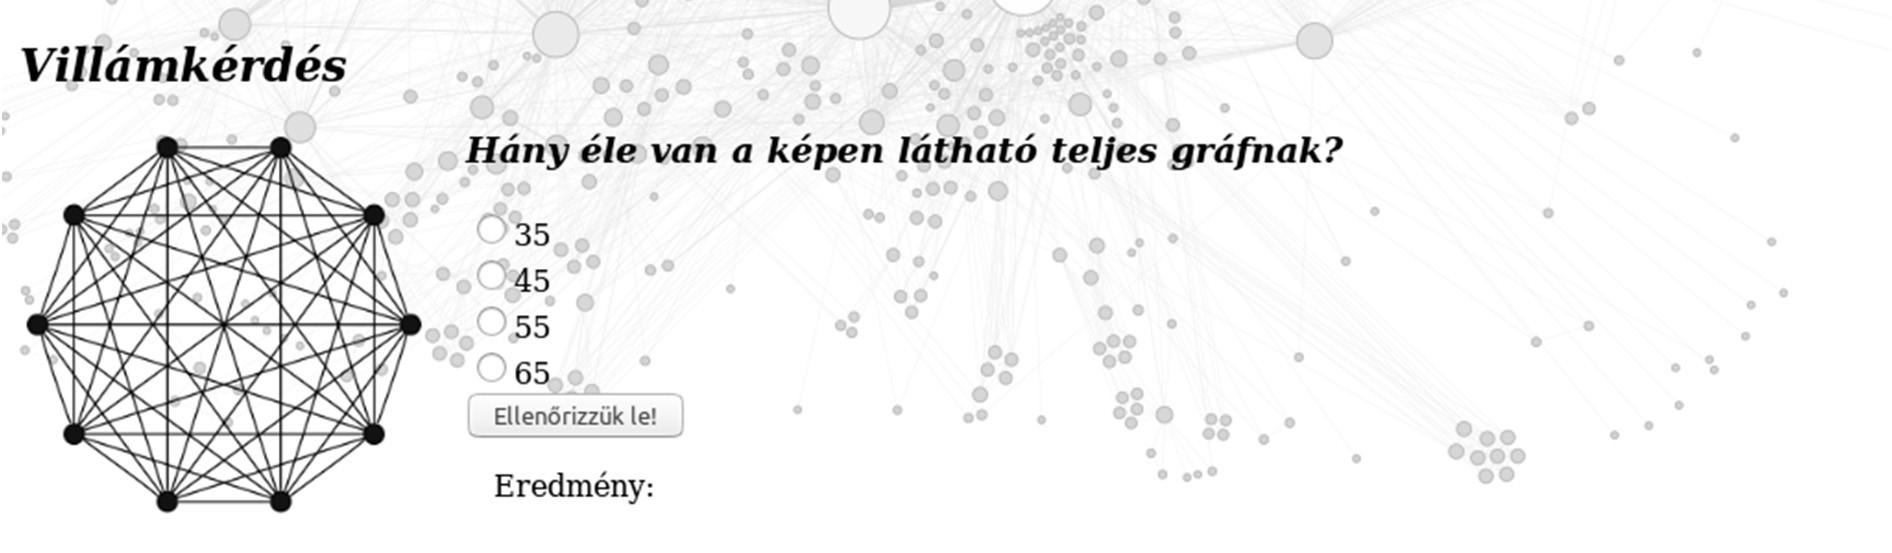 Villámkérdés
Hány éle van a képen látható teljes gráfnak?
35
45
55
65
Ellenőrizzük le!
Eredmény: